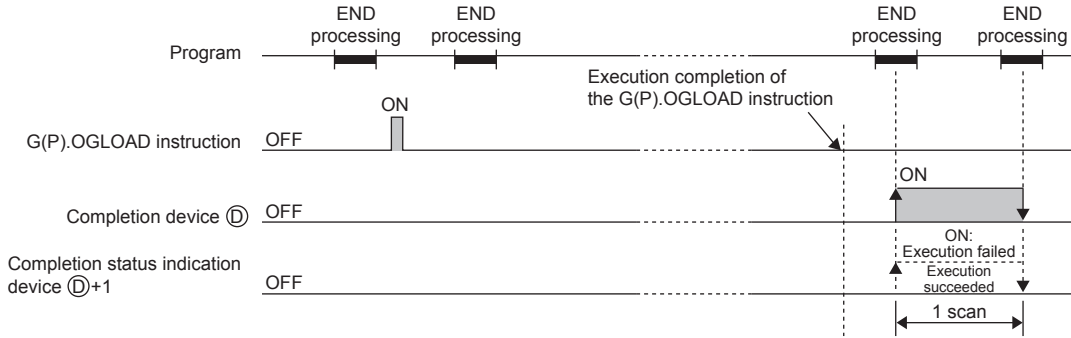 END processing
END processing
END processing
END processing
Program
Execution completion of
the G(P).OGLOAD instruction
ON
G(P).OGLOAD instruction
OFF
ON
Completion device Ⓓ
OFF
ON:
Execution failed
Completion status indication
device Ⓓ+1
Execution
succeeded
OFF
1 scan